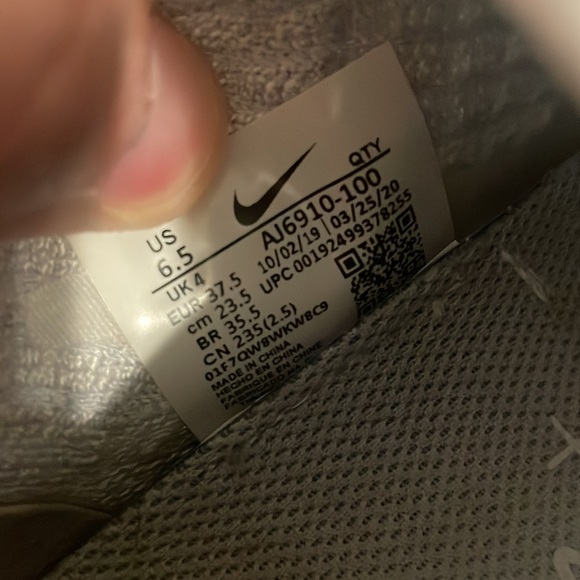 QTY
US
6.5
AJ6910-100
10/02/19 | 03/25/20
UPC 00192499378255
UK 4
EUR 37.5
cm 23.5
BR 35.5
CN 235(2.5)
01F7QW8WKW8C9
MADE IN CHINA
HECHO EN CHINA
FABRIQUE EN CHINE